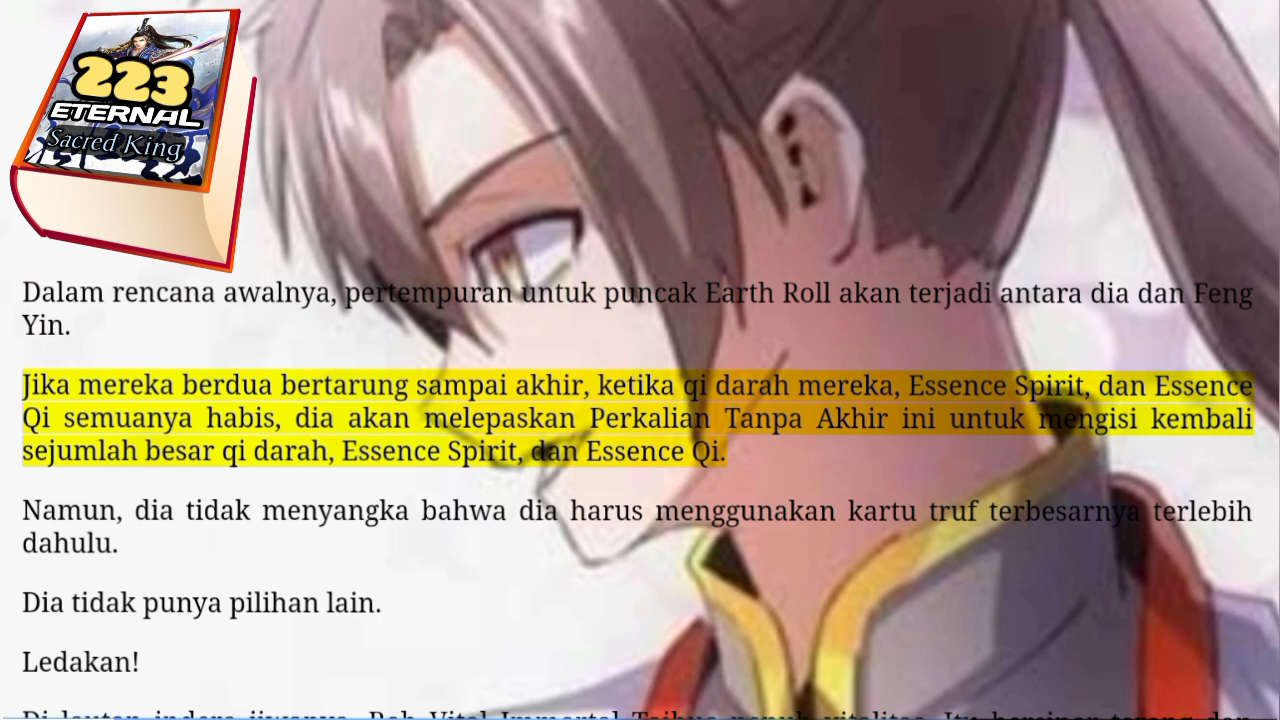 223
ETERNAL
Sacred King
Dalam rencana awalnya, pertempuran untuk puncak Earth Roll akan terjadi antara dia dan Feng
Yin.
Jika mereka berdua bertarung sampai akhir, ketika qi darah mereka, Essence Spirit, dan Essence
Qi semuanya habis, dia akan melepaskan Perkalian Tanpa Akhir ini untuk mengisi kembali
sejumlah besar qi darah, Essence Spirit, dan Essence Qi.
Namun, dia tidak menyangka bahwa dia harus menggunakan kartu truf terbesarnya terlebih
dahulu.
Dia tidak punya pilihan lain.
Ledakan!